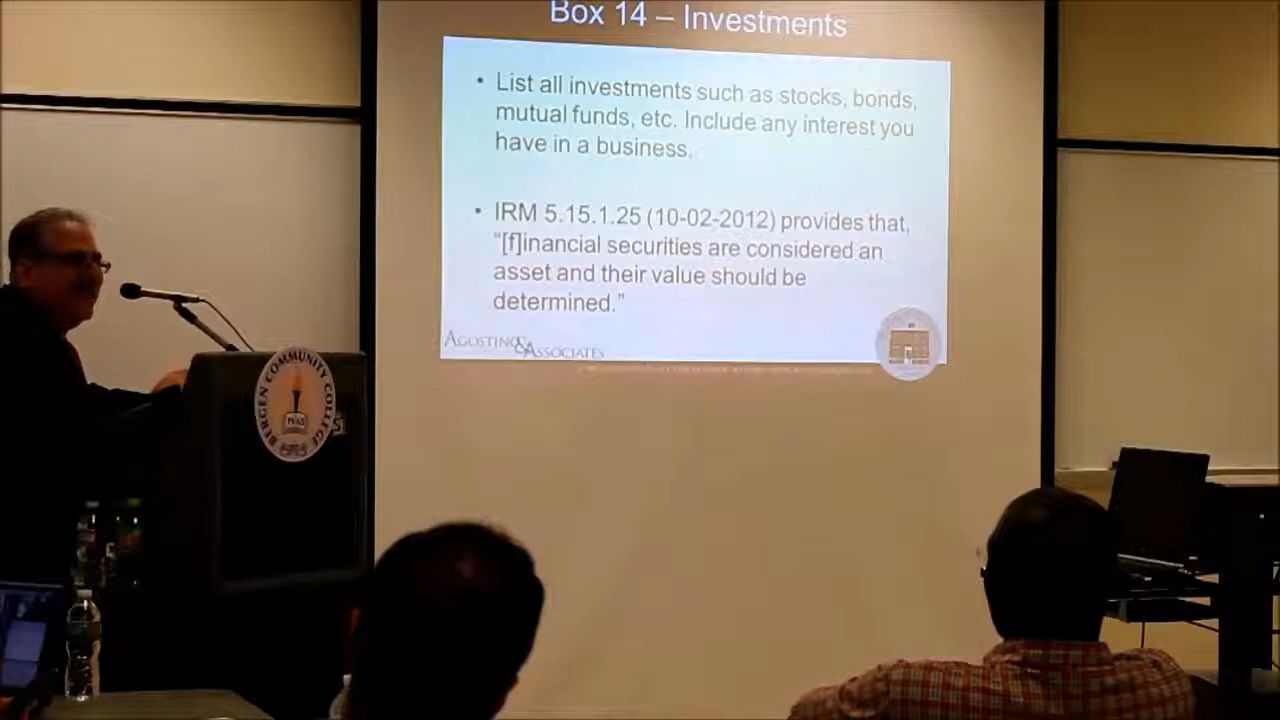 Box 14 – Investments
• List all investments such as stocks, bonds,
mutual funds, etc. Include any interest you
have in a business.
• IRM 5.15.1.25 (10-02-2012) provides that,
“[f]inancial securities are considered an
asset and their value should be
determined.”
AGOSTINO & ASSOCIATES
BERGEN COMMUNITY COLLEGE